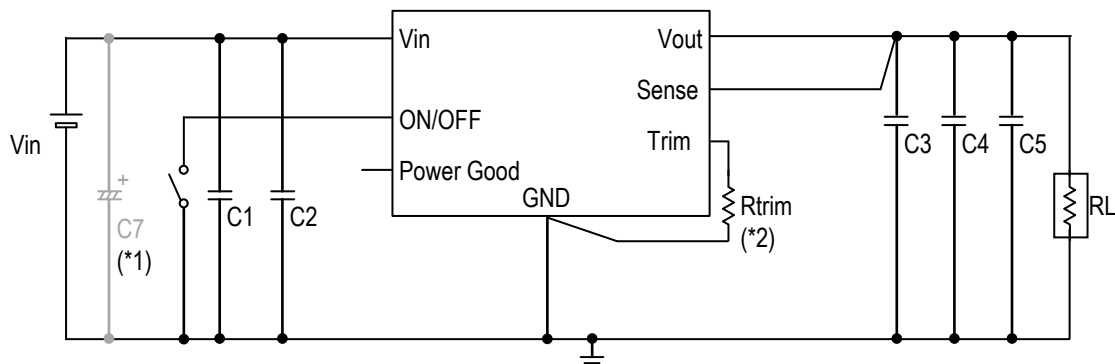 Vin
Vout
Sense
ON/OFF
Trim
Power Good
GND
Vin
+
C7
(*1)
C1
C2
Rtrim
(*2)
C3
C4
C5
RL